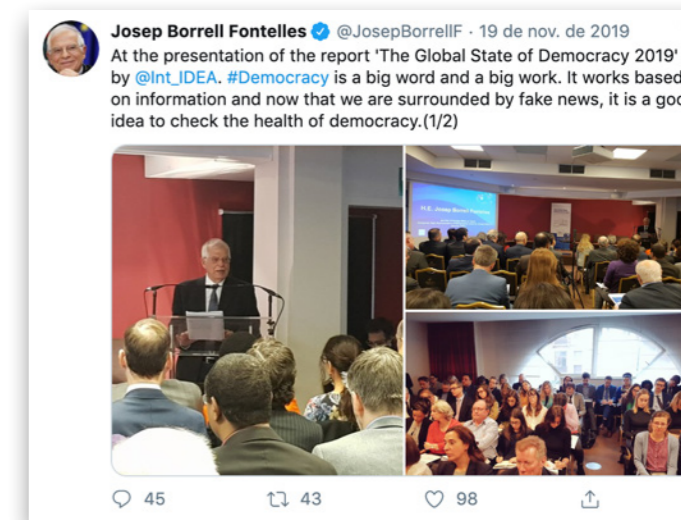 Josep Borrell Fontelles @JosepBorrellF · 19 de nov. de 2019
At the presentation of the report 'The Global State of Democracy 2019'
by @Int_IDEA. #Democracy is a big word and a big work. It works based
on information and now that we are surrounded by fake news, it is a
idea to check the health of democracy.(1/2)
H.E. Josep Borrell Fontelles
45 43 98